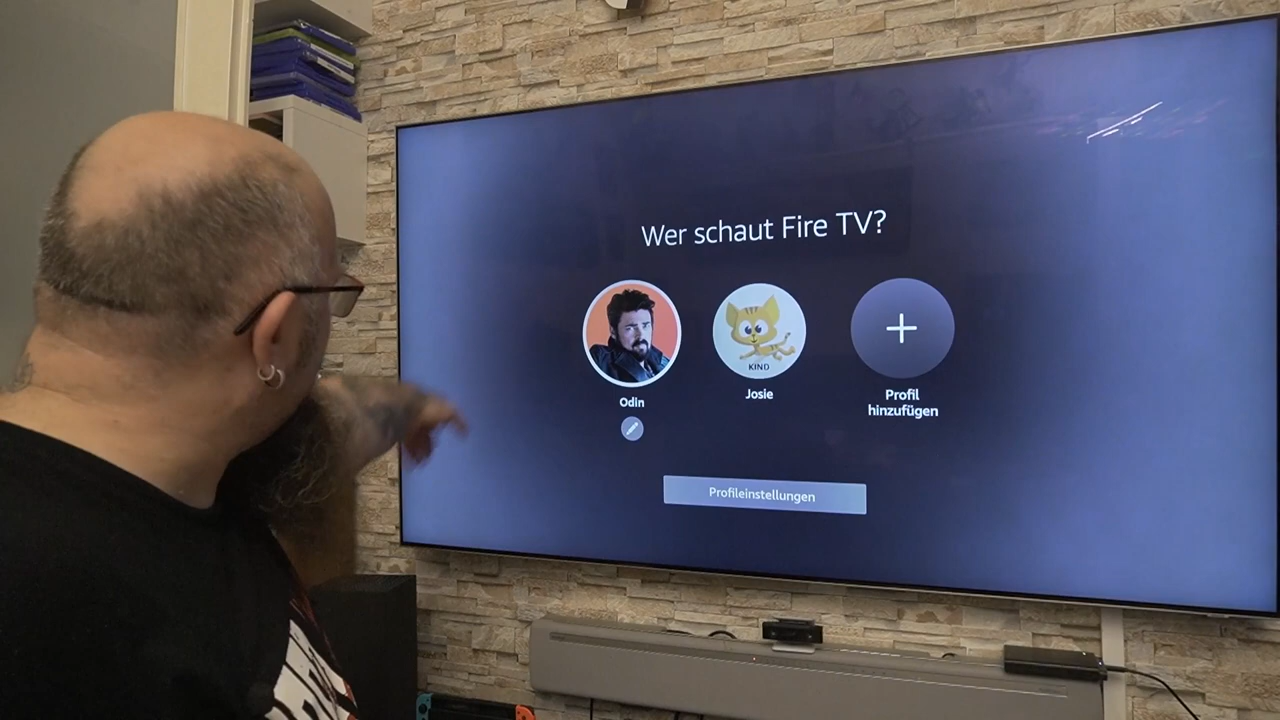 Wer schaut Fire TV?
KIND
Odin
Josie
Profil
hinzufügen
Profileinstellungen